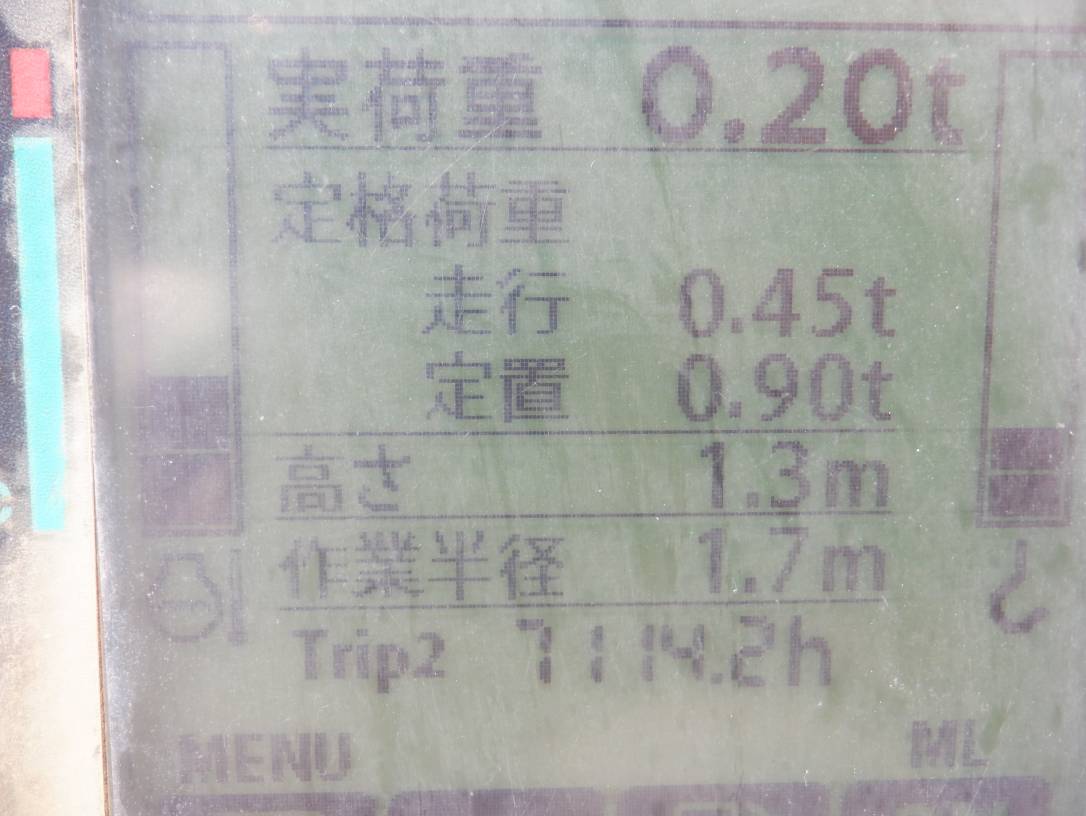 実荷重 0.20t
定格荷重
走行 0.45t
定置 0.90t
高さ 1.3m
作業半径 1.7m
Trip2 7114.2h
MENU ML